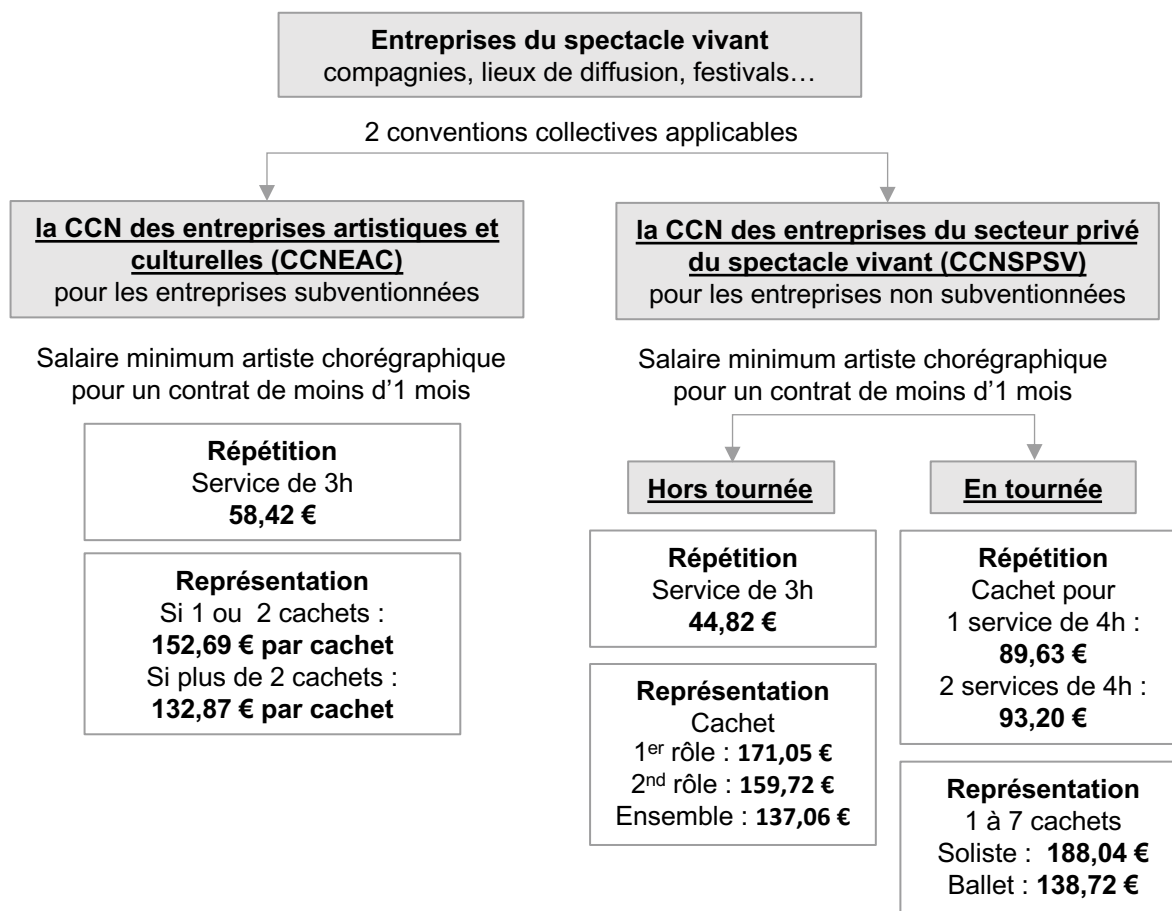 Entreprises du spectacle vivant
compagnies, lieux de diffusion, festivals…
2 conventions collectives applicables
la CCN des entreprises artistiques et
culturelles (CCNEAC)
pour les entreprises subventionnées
Salaire minimum artiste chorégraphique
pour un contrat de moins d’1 mois
Répétition
Service de 3h
58,42 €
Représentation
Si 1 ou 2 cachets :
152,69 € par cachet
Si plus de 2 cachets :
132,87 € par cachet
la CCN des entreprises du secteur privé
du spectacle vivant (CCNSPSV)
pour les entreprises non subventionnées
Salaire minimum artiste chorégraphique
pour un contrat de moins d’1 mois
Hors tournée
Répétition
Service de 3h
44,82 €
Représentation
Cachet
1er rôle : 171,05 €
2nd rôle : 159,72 €
Ensemble : 137,06 €
En tournée
Répétition
Cachet pour
1 service de 4h :
89,63 €
2 services de 4h :
93,20 €
Représentation
1 à 7 cachets
Soliste : 188,04 €
Ballet : 138,72 €